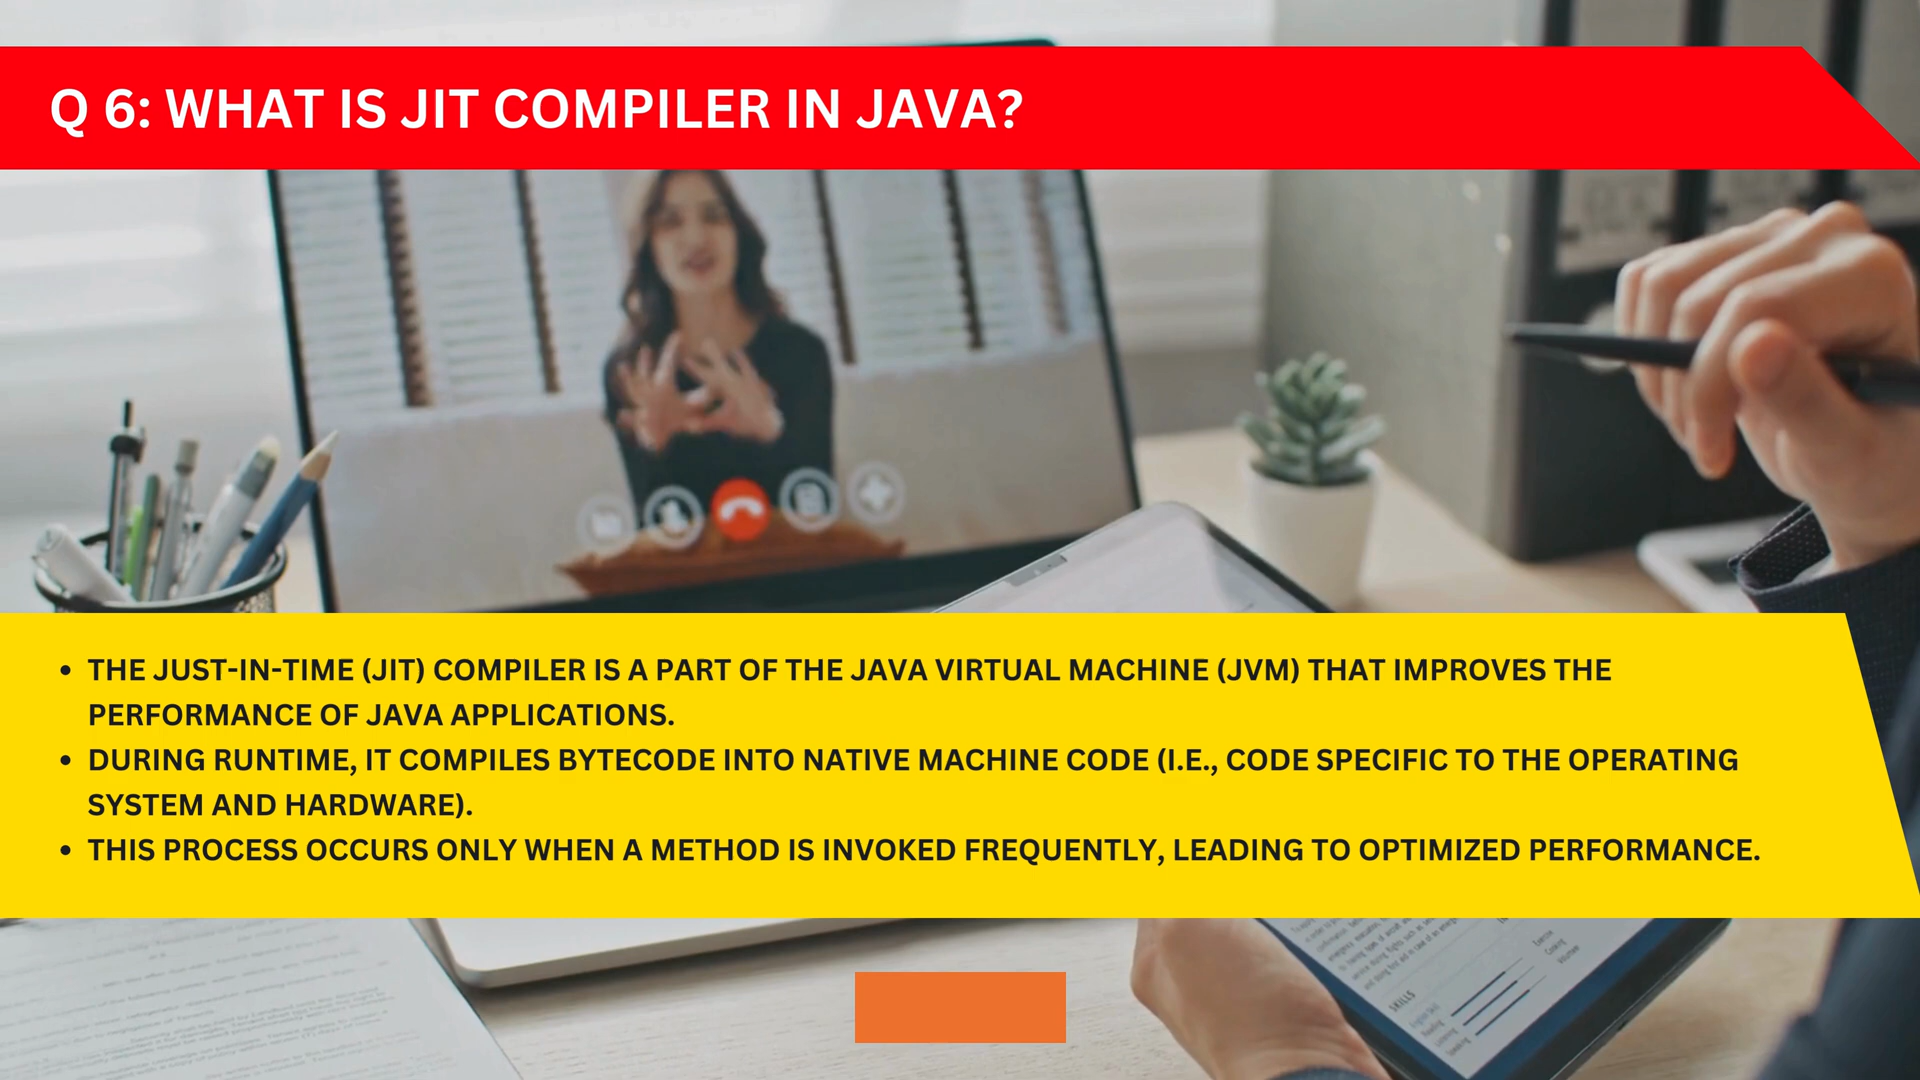 Q 6: WHAT IS JIT COMPILER IN JAVA?
• THE JUST-IN-TIME (JIT) COMPILER IS A PART OF THE JAVA VIRTUAL MACHINE (JVM) THAT IMPROVES THE
PERFORMANCE OF JAVA APPLICATIONS.
• DURING RUNTIME, IT COMPILES BYTECODE INTO NATIVE MACHINE CODE (I.E., CODE SPECIFIC TO THE OPERATING
SYSTEM AND HARDWARE).
• THIS PROCESS OCCURS ONLY WHEN A METHOD IS INVOKED FREQUENTLY, LEADING TO OPTIMIZED PERFORMANCE.
SKILLS